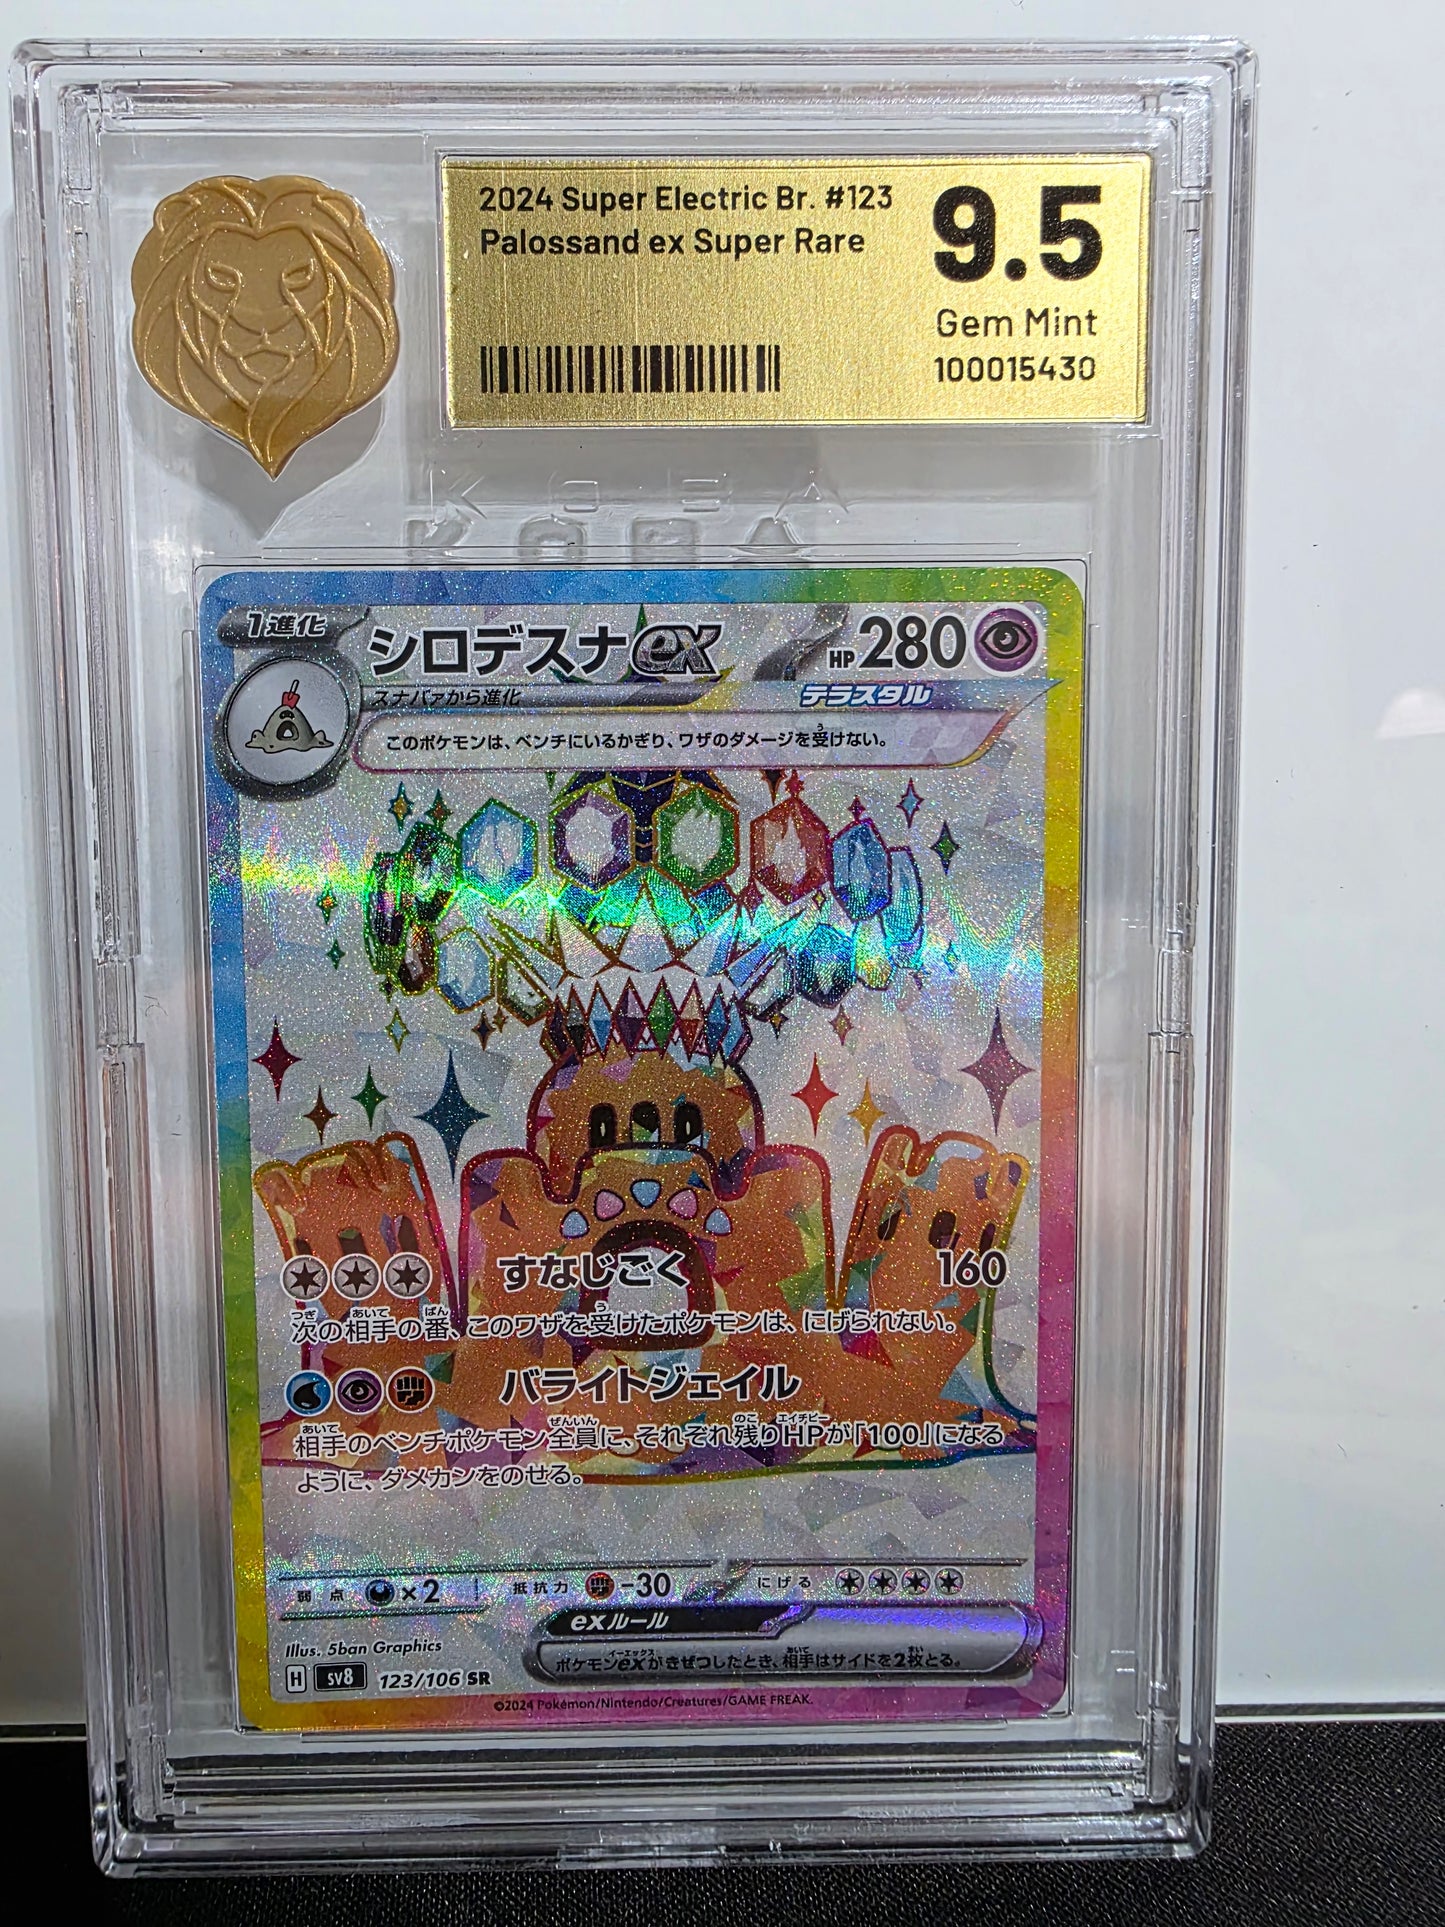 2024 Super Electric Br. #123
Palossand ex Super Rare
9.5
Gem Mint
100015430
KOBA
1進化
シロデスナex
HP280
スナバァから進化
テラスタル
このポケモンは、ベンチにいるかぎり、ワザのダメージを受けない。
すなじごく 160
次の相手の番、このワザを受けたポケモンは、にげられない。
バライトジェイル
相手のベンチポケモン全員に、それぞれ残りHPが「100」になる
ように、ダメカンをのせる。
弱点 ×2 抵抗力 -30 にげる
exルール
ポケモンexがきぜつしたとき、相手はサイドを2枚とる。
Illus. 5ban Graphics
H sv8 123/106 SR
©2024 Pokémon/Nintendo/Creatures/GAME FREAK.